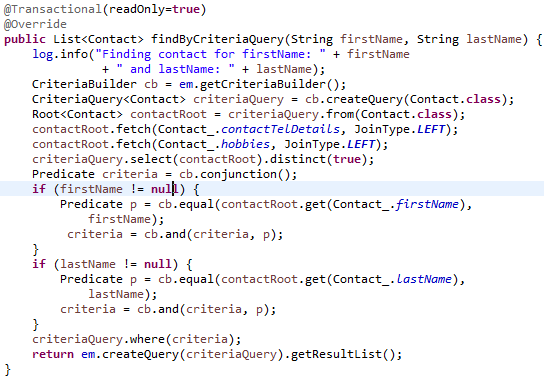 @Transactional(readOnly=true)
@Override
public List<Contact> findByCriteriaQuery(String firstName, String lastName) {
    log.info("Finding contact for firstName: " + firstName
            + " and lastName: " + lastName);
    CriteriaBuilder cb = em.getCriteriaBuilder();
    CriteriaQuery<Contact> criteriaQuery = cb.createQuery(Contact.class);
    Root<Contact> contactRoot = criteriaQuery.from(Contact.class);
    contactRoot.fetch(Contact_.contactTelDetails, JoinType.LEFT);
    contactRoot.fetch(Contact_.hobbies, JoinType.LEFT);
    criteriaQuery.select(contactRoot).distinct(true);
    Predicate criteria = cb.conjunction();
    if (firstName != null) {
        Predicate p = cb.equal(contactRoot.get(Contact_.firstName),
            firstName);
         criteria = cb.and(criteria, p);
    }
    if (lastName != null) {
        Predicate p = cb.equal(contactRoot.get(Contact_.lastName),
            lastName);
        criteria = cb.and(criteria, p);
    }
    criteriaQuery.where(criteria);
    return em.createQuery(criteriaQuery).getResultList();
}